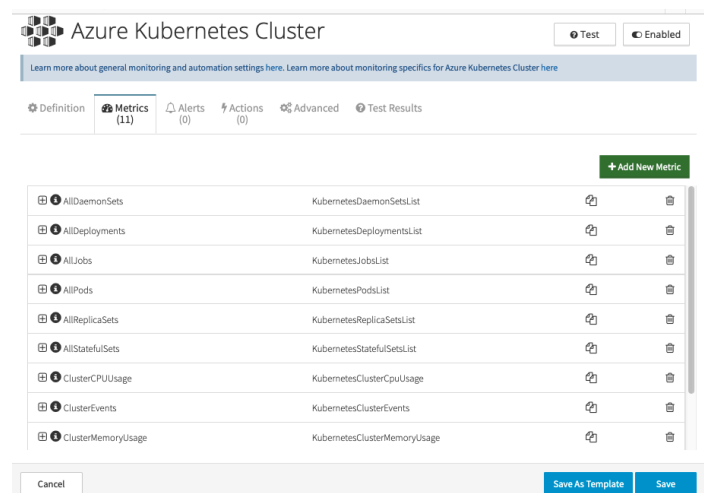 Azure Kubernetes Cluster
Test
Enabled
Learn more about general monitoring and automation settings here. Learn more about monitoring specifics for Azure Kubernetes Cluster here
Definition
Metrics
(11)
Alerts
(0)
Actions
(0)
Advanced
Test Results
+ Add New Metric
AllDaemonSets KubernetesDaemonSetsList
AllDeployments KubernetesDeploymentsList
AllJobs KubernetesJobsList
AllPods KubernetesPodsList
AllReplicaSets KubernetesReplicaSetsList
AllStatefulSets KubernetesStatefulSetsList
ClusterCPUUsage KubernetesClusterCpuUsage
ClusterEvents KubernetesClusterEvents
ClusterMemoryUsage KubernetesClusterMemoryUsage
Cancel
Save As Template
Save